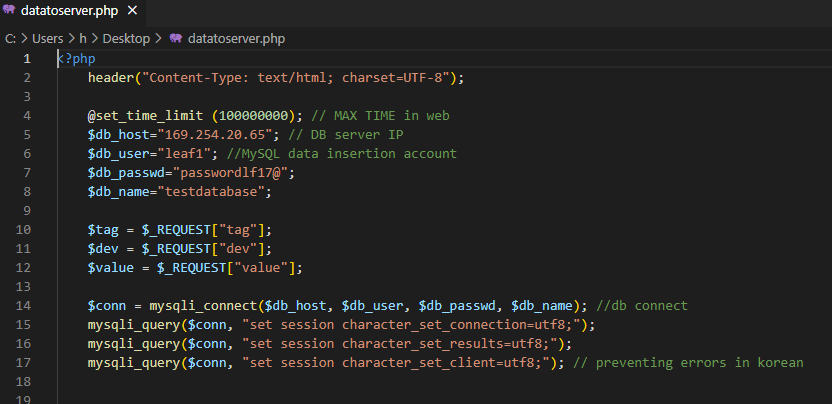 datatoserver.php
C: > Users > h > Desktop > datatoserver.php
1 <?php
2 header("Content-Type: text/html; charset=UTF-8");
3
4 @set_time_limit (100000000); // MAX TIME in web
5 $db_host="169.254.20.65"; // DB server IP
6 $db_user="leaf1"; //MySQL data insertion account
7 $db_passwd="passwordlf17@";
8 $db_name="testdatabase";
9
10 $tag = $_REQUEST["tag"];
11 $dev = $_REQUEST["dev"];
12 $value = $_REQUEST["value"];
13
14 $conn = mysqli_connect($db_host, $db_user, $db_passwd, $db_name); //db connect
15 mysqli_query($conn, "set session character_set_connection=utf8;");
16 mysqli_query($conn, "set session character_set_results=utf8;");
17 mysqli_query($conn, "set session character_set_client=utf8;"); // preventing errors in korean
18
19